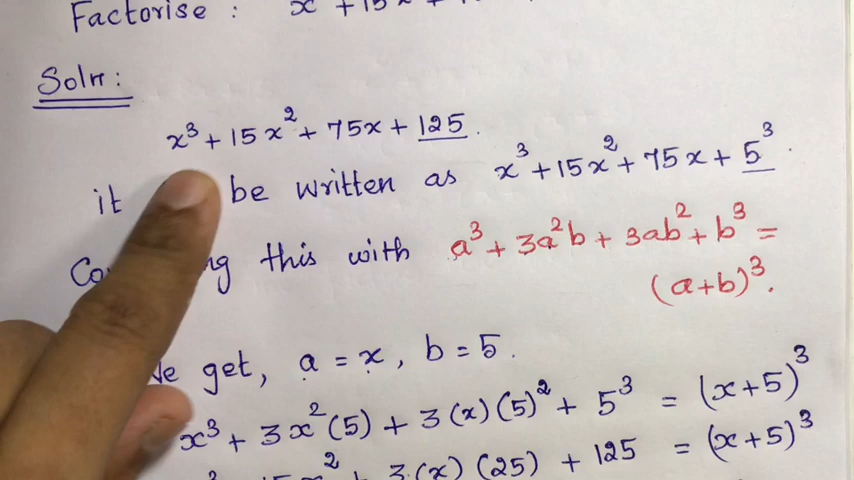 Factorise : x + 15x +
Soln:
x³ + 15x² + 75x + 125.
it be written as x³ + 15x² + 75x + 5³.
this with a³ + 3a²b + 3ab² + b³ =
(a+b)³.
get, a = x, b = 5.
x³ + 3x²(5) + 3(x)(5)² + 5³ = (x+5)³
+ 3(x)(25) + 125 = (x+5)³